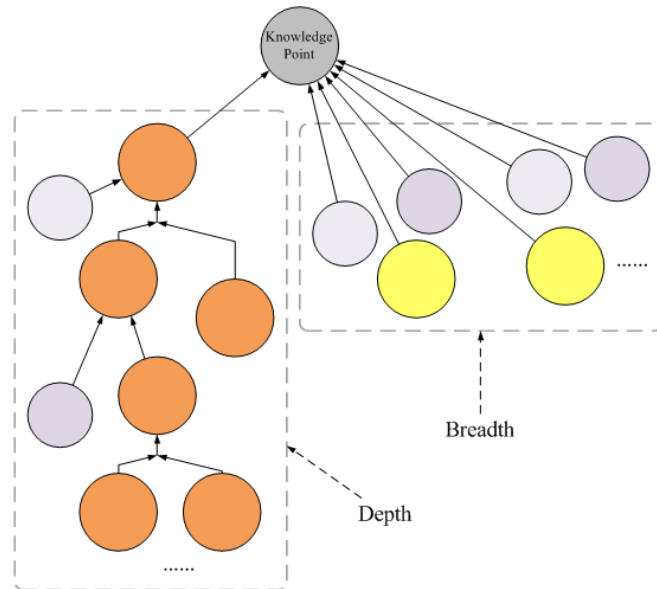 Knowledge
Point
......
Breadth
Depth
......